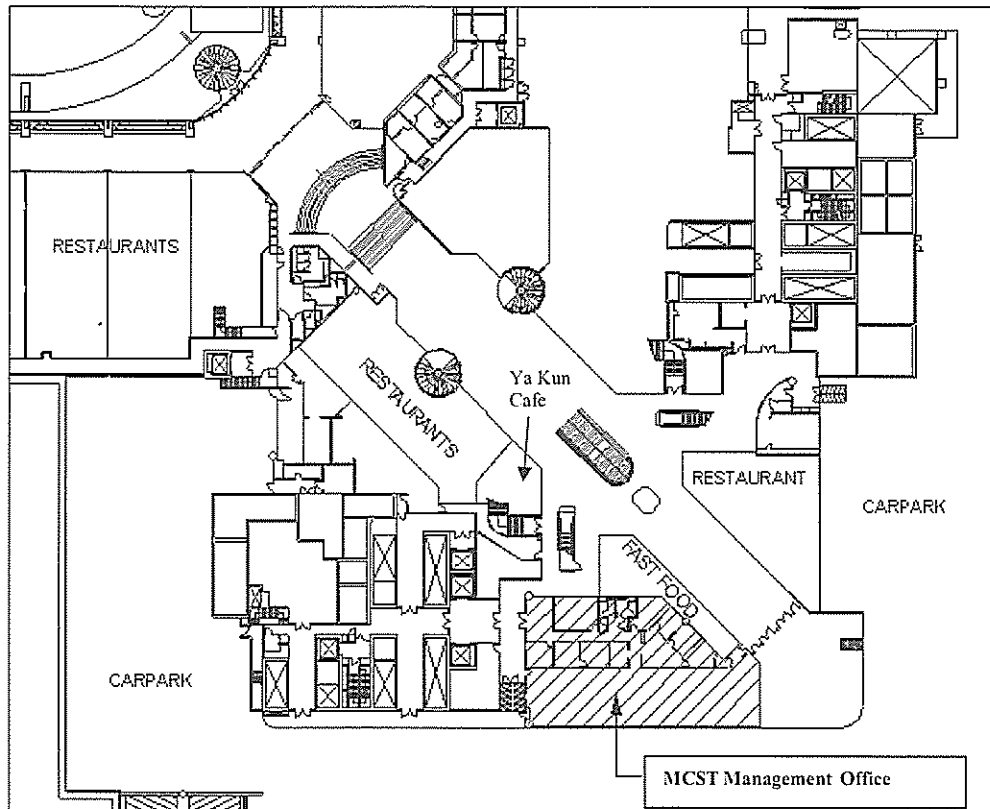 RESTAURANTS
RESTAURANTS
Ya Kun
Cafe
RESTAURANT
CARPARK
FAST FOOD
CARPARK
MCST Management Office